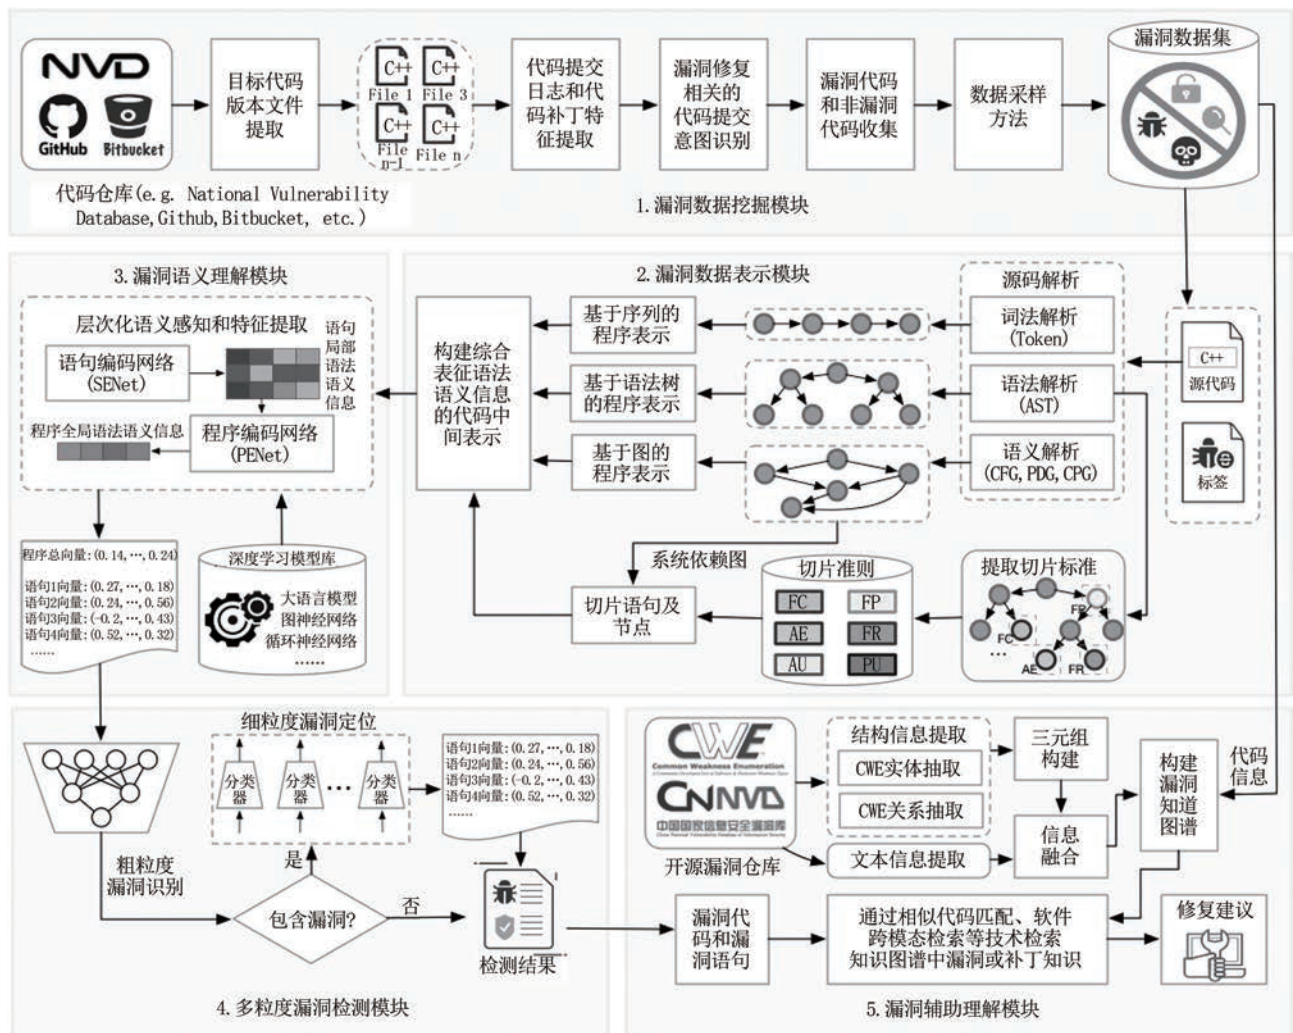 NVD
GitHub
Bitbucket
代码仓库(e.g. National Vulnerability
Database,Github,Bitbucket, etc.)
目标代码
版本文件
提取
C++
File 1
C++
File 3
C++
File
n-1
C++
File n
代码提交
日志和代
码补丁特
征提取
漏洞修复
相关的
代码提交
意图识别
漏洞代码
和非漏洞
代码收集
数据采样
方法
漏洞数据集
1.漏洞数据挖掘模块
3.漏洞语义理解模块
层次化语义感知和特征提取
语句编码网络
(SENet)
语句
局部
语法
语义
信息
程序全局语法语义信息
程序编码网络
(PENet)
程序总向量:(0.14,…,0.24)
语句1向量:(0.27,…,0.18)
语句2向量:(0.24,…,0.56)
语句3向量:(-0.2,…,0.43)
语句4向量:(0.52,…,0.32)
……
深度学习模型库
大语言模型
图神经网络
循环神经网络
……
2.漏洞数据表示模块
构建综合
表征语法
语义信息
的代码中
间表示
基于序列的
程序表示
基于语法树
的程序表示
基于图的
程序表示
源码解析
词法解析
(Token)
语法解析
(AST)
语义解析
(CFG,PDG,CPG)
C++
源代码
标签
系统依赖图
切片语句及
节点
切片准则
FC
FP
AE
FR
AU
PU
提取切片标准
FP
FC
…
AE
FR
粗粒度
漏洞识别
细粒度漏洞定位
分类
器
分类
器
…
分类
器
是
包含漏洞?
否
语句1向量:(0.27,…,0.18)
语句2向量:(0.24,…,0.56)
语句3向量:(-0.2,…,0.43)
语句4向量:(0.52,…,0.32)
……
检测结果
4.多粒度漏洞检测模块
CWE
Common Weakness Enumeration
CNNVD
中国国家信息安全漏洞库
开源漏洞仓库
结构信息提取
CWE实体抽取
CWE关系抽取
文本信息提取
三元组
构建
信息
融合
构建
漏洞
知道
图谱
代码
信息
漏洞代
码和漏
洞语句
通过相似代码匹配、软件
跨模态检索等技术检索
知识图谱中漏洞或补丁知识
修复建议
5.漏洞辅助理解模块